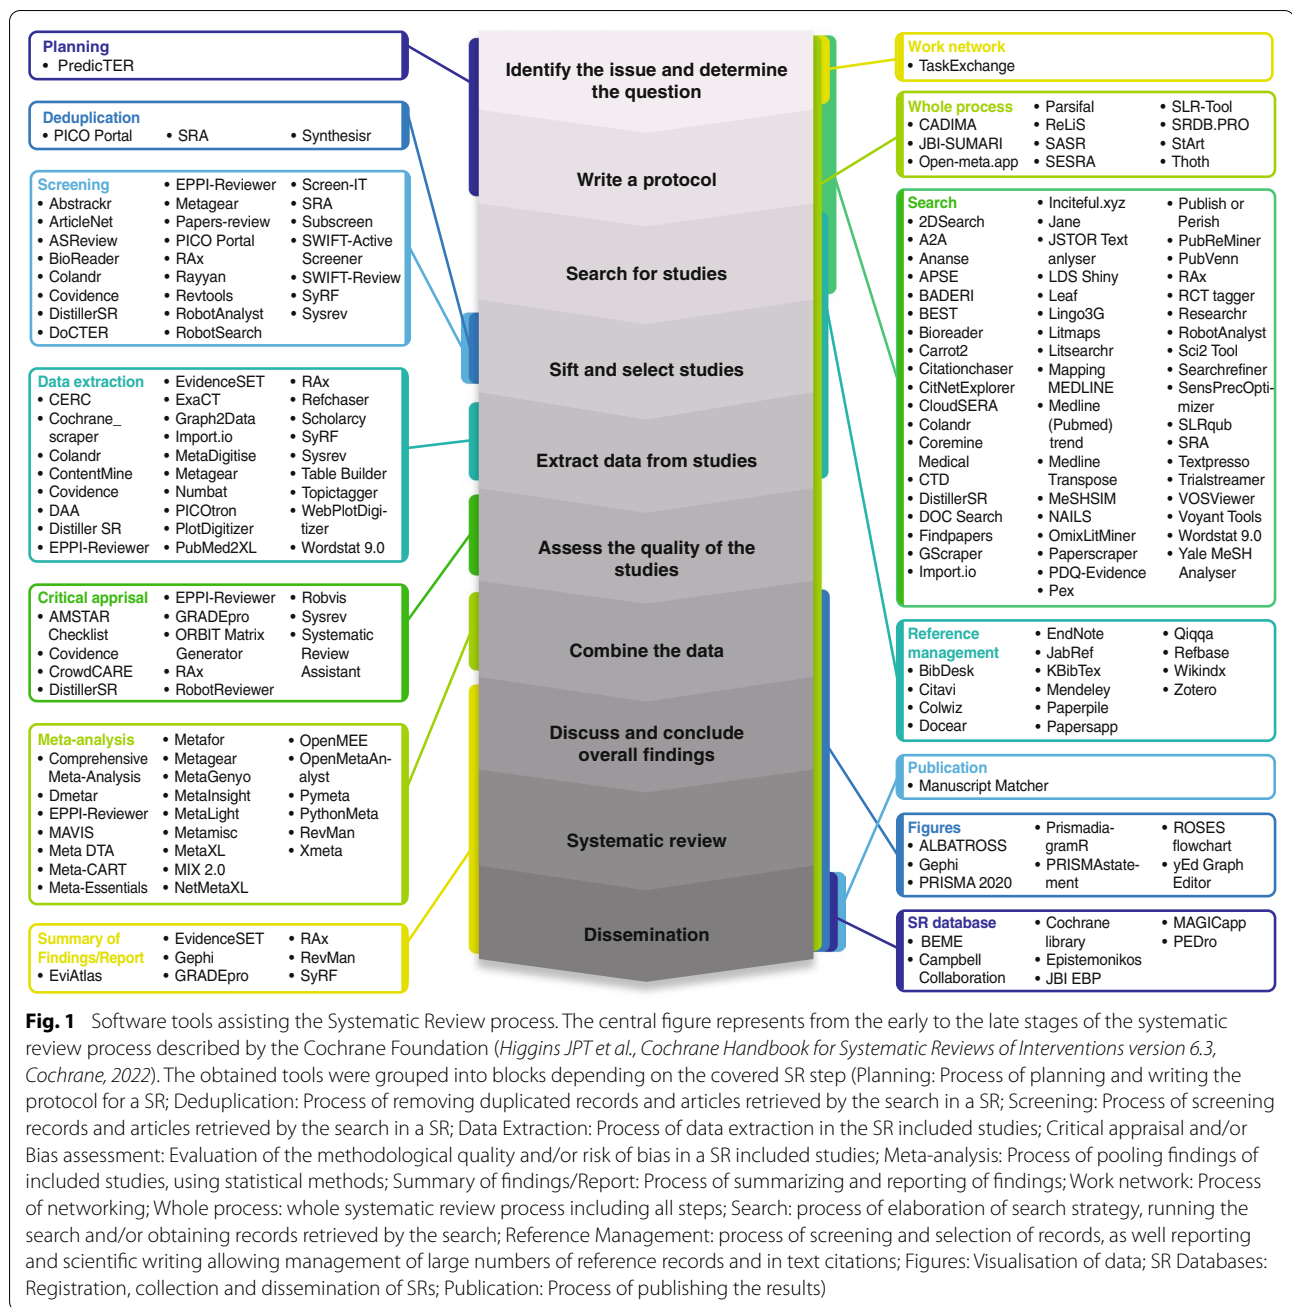 Planning
• PredicTER
Deduplication
• PICO Portal
• SRA
• Synthesisr
Screening
• Abstrackr
• ArticleNet
• ASReview
• BioReader
• Colandr
• Covidence
• DistillerSR
• DoCTER
• EPPI-Reviewer
• Metagear
• Papers-review
• PICO Portal
• RAx
• Rayyan
• Revtools
• RobotAnalyst
• RobotSearch
• Screen-IT
• SRA
• Subscreen
• SWIFT-Active
Screener
• SWIFT-Review
• SyRF
• Sysrev
Data extraction
• CERC
• Cochrane_
scraper
• Colandr
• ContentMine
• Covidence
• DAA
• Distiller SR
• EPPI-Reviewer
• EvidenceSET
• ExaCT
• Graph2Data
• Import.io
• MetaDigitise
• Metagear
• Numbat
• PICOtron
• PlotDigitizer
• PubMed2XL
• RAx
• Refchaser
• Scholarcy
• SyRF
• Sysrev
• Table Builder
• Topictagger
• WebPlotDigi-
tizer
• Wordstat 9.0
Critical apprisal
• AMSTAR
Checklist
• Covidence
• CrowdCARE
• DistillerSR
• EPPI-Reviewer
• GRADEpro
• ORBIT Matrix
Generator
• RAx
• RobotReviewer
• Robvis
• Sysrev
• Systematic
Review
Assistant
Meta-analysis
• Comprehensive
Meta-Analysis
• Dmetar
• EPPI-Reviewer
• MAVIS
• Meta DTA
• Meta-CART
• Meta-Essentials
• Metafor
• Metagear
• MetaGenyo
• MetaInsight
• MetaLight
• Metamisc
• MetaXL
• MIX 2.0
• NetMetaXL
• OpenMEE
• OpenMetaAn-
alyst
• Pymeta
• PythonMeta
• RevMan
• Xmeta
Summary of
Findings/Report
• EviAtlas
• EvidenceSET
• Gephi
• GRADEpro
• RAx
• RevMan
• SyRF
Identify the issue and determine
the question
Write a protocol
Search for studies
Sift and select studies
Extract data from studies
Assess the quality of the
studies
Combine the data
Discuss and conclude
overall findings
Systematic review
Dissemination
Work network
• TaskExchange
Whole process
• CADIMA
• JBI-SUMARI
• Open-meta.app
• Parsifal
• ReLiS
• SASR
• SESRA
• SLR-Tool
• SRDB.PRO
• StArt
• Thoth
Search
• 2DSearch
• A2A
• Ananse
• APSE
• BADERI
• BEST
• Bioreader
• Carrot2
• Citationchaser
• CitNetExplorer
• CloudSERA
• Colandr
• Coremine
Medical
• CTD
• DistillerSR
• DOC Search
• Findpapers
• GScraper
• Import.io
• Inciteful.xyz
• Jane
• JSTOR Text
anlyser
• LDS Shiny
• Leaf
• Lingo3G
• Litmaps
• Litsearchr
• Mapping
MEDLINE
• Medline
(Pubmed)
trend
• Medline
Transpose
• MeSHSIM
• NAILS
• OmixLitMiner
• Paperscraper
• PDQ-Evidence
• Pex
• Publish or
Perish
• PubReMiner
• PubVenn
• RAx
• RCT tagger
• Researchr
• RobotAnalyst
• Sci2 Tool
• Searchrefiner
• SensPrecOpti-
mizer
• SLRqub
• SRA
• Textpresso
• Trialstreamer
• VOSViewer
• Voyant Tools
• Wordstat 9.0
• Yale MeSH
Analyser
Reference
management
• BibDesk
• Citavi
• Colwiz
• Docear
• EndNote
• JabRef
• KBibTex
• Mendeley
• Paperpile
• Papersapp
• Qiqqa
• Refbase
• Wikindx
• Zotero
Publication
• Manuscript Matcher
Figures
• ALBATROSS
• Gephi
• PRISMA 2020
• Prismadia-
gramR
• PRISMAstate-
ment
• ROSES
flowchart
• yEd Graph
Editor
SR database
• BEME
• Campbell
Collaboration
• Cochrane
library
• Epistemonikos
• JBI EBP
• MAGICapp
• PEDro
Fig. 1 Software tools assisting the Systematic Review process. The central figure represents from the early to the late stages of the systematic
review process described by the Cochrane Foundation (Higgins JPT et al., Cochrane Handbook for Systematic Reviews of Interventions version 6.3,
Cochrane, 2022). The obtained tools were grouped into blocks depending on the covered SR step (Planning: Process of planning and writing the
protocol for a SR; Deduplication: Process of removing duplicated records and articles retrieved by the search in a SR; Screening: Process of screening
records and articles retrieved by the search in a SR; Data Extraction: Process of data extraction in the SR included studies; Critical appraisal and/or
Bias assessment: Evaluation of the methodological quality and/or risk of bias in a SR included studies; Meta-analysis: Process of pooling findings of
included studies, using statistical methods; Summary of findings/Report: Process of summarizing and reporting of findings; Work network: Process
of networking; Whole process: whole systematic review process including all steps; Search: process of elaboration of search strategy, running the
search and/or obtaining records retrieved by the search; Reference Management: process of screening and selection of records, as well reporting
and scientific writing allowing management of large numbers of reference records and in text citations; Figures: Visualisation of data; SR Databases:
Registration, collection and dissemination of SRs; Publication: Process of publishing the results)